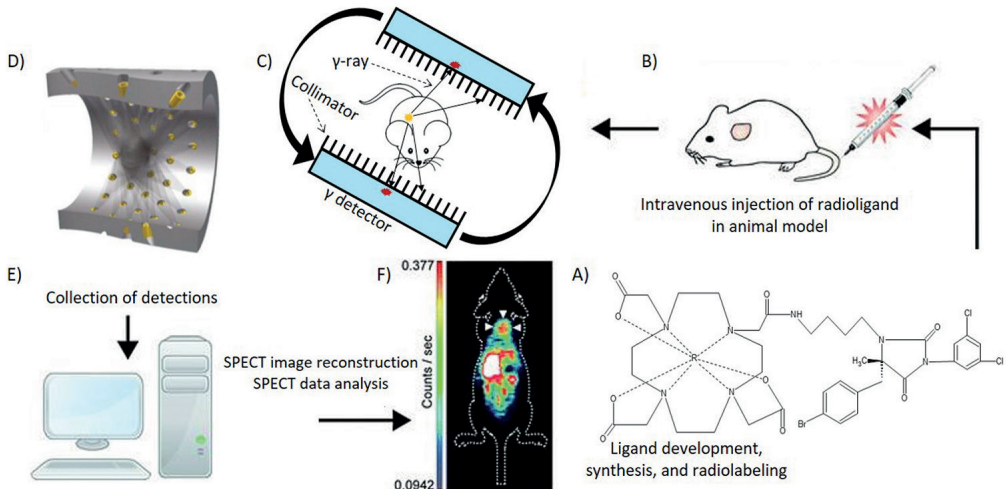 D)
C)
γ-ray
Collimator
γ detector
B)
Intravenous injection of radioligand
in animal model
E)
Collection of detections
SPECT image reconstruction
SPECT data analysis
F)
0.377
Counts / sec
0.0942
A)
O
O
O
NH
N
N
N
N
R
O
O
O
O
N
O
N
O
H₃C
Cl
Cl
Br
Ligand development,
synthesis, and radiolabeling